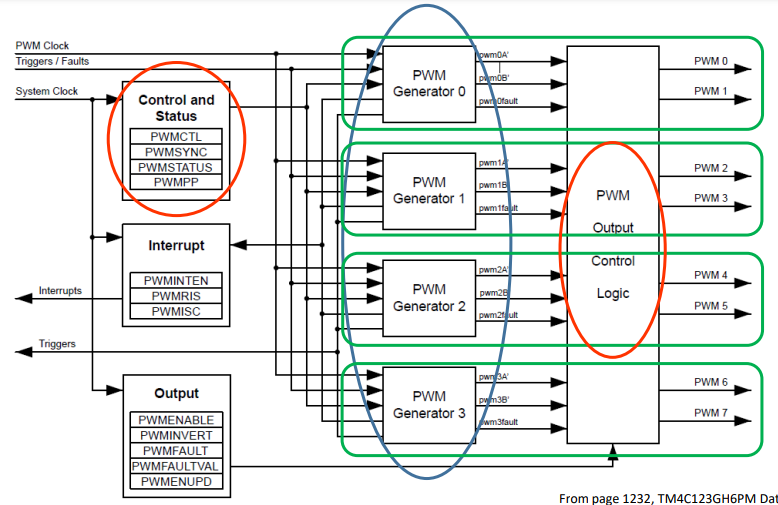 PWM Clock
Triggers / Faults
System Clock
Control and
Status
PWMCTL
PWMSYNC
PWMSTATUS
PWMPP
Interrupt
PWMINTEN
PWMRIS
PWMISC
Interrupts
Triggers
Output
PWMENABLE
PWMINVERT
PWMFAULT
PWMFAULTVAL
PWMENUPD
PWM
Generator 0
pwm0A'
pwm0B'
pwm0fault
PWM
Generator 1
pwm1A'
pwm1B'
pwm1fault
PWM
Generator 2
pwm2A'
pwm2B'
pwm2fault
PWM
Generator 3
pwm3A'
pwm3B'
pwm3fault
PWM
Output
Control
Logic
PWM 0
PWM 1
PWM 2
PWM 3
PWM 4
PWM 5
PWM 6
PWM 7
From page 1232, TM4C123GH6PM Dat